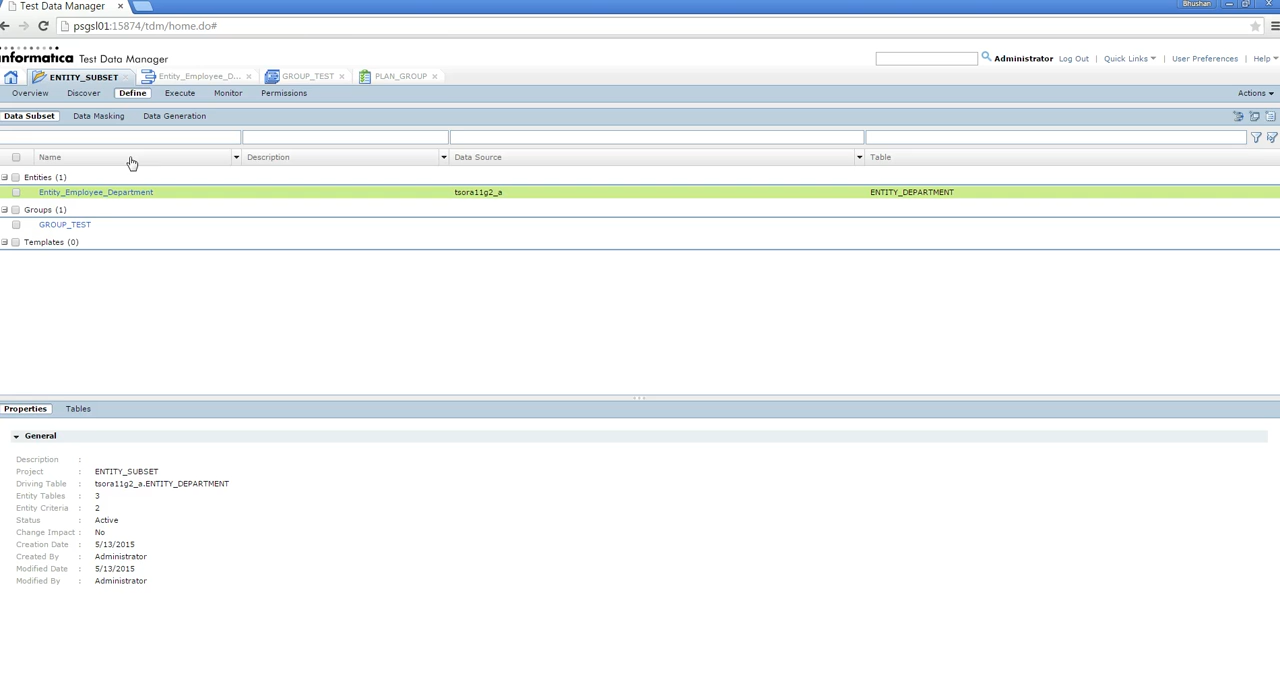 Test Data Manager
Bhushan
psgsl01:15874/tdm/home.do#
nformatica Test Data Manager
Administrator Log Out | Quick Links | User Preferences | Help
ENTITY_SUBSET Entity_Employee_D... GROUP_TEST PLAN_GROUP
Overview Discover Define Execute Monitor Permissions Actions
Data Subset Data Masking Data Generation
Name Description Data Source Table
Entities (1)
Entity_Employee_Department tsora11g2_a ENTITY_DEPARTMENT
Groups (1)
GROUP_TEST
Templates (0)
Properties Tables
General
Description :
Project : ENTITY_SUBSET
Driving Table : tsora11g2_a.ENTITY_DEPARTMENT
Entity Tables : 3
Entity Criteria : 2
Status : Active
Change Impact : No
Creation Date : 5/13/2015
Created By : Administrator
Modified Date : 5/13/2015
Modified By : Administrator